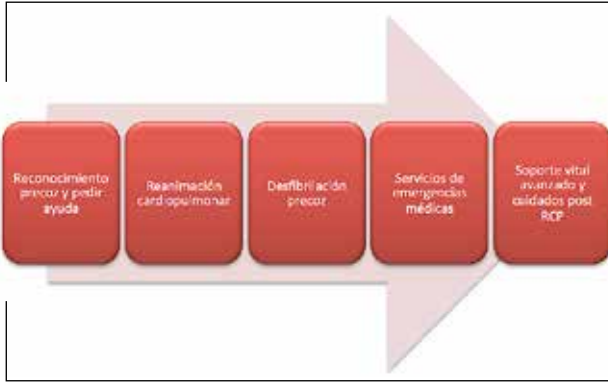 Reconocimiento
precoz y pedir
ayuda
Reanimación
cardiopulmonar
Desfibrilación
precoz
Servicios de
emergencias
médicas
Soporte vital
avanzado y
cuidados post
RCP